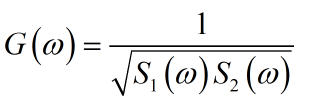 G(ω) = 1 / √(S₁(ω)S₂(ω))